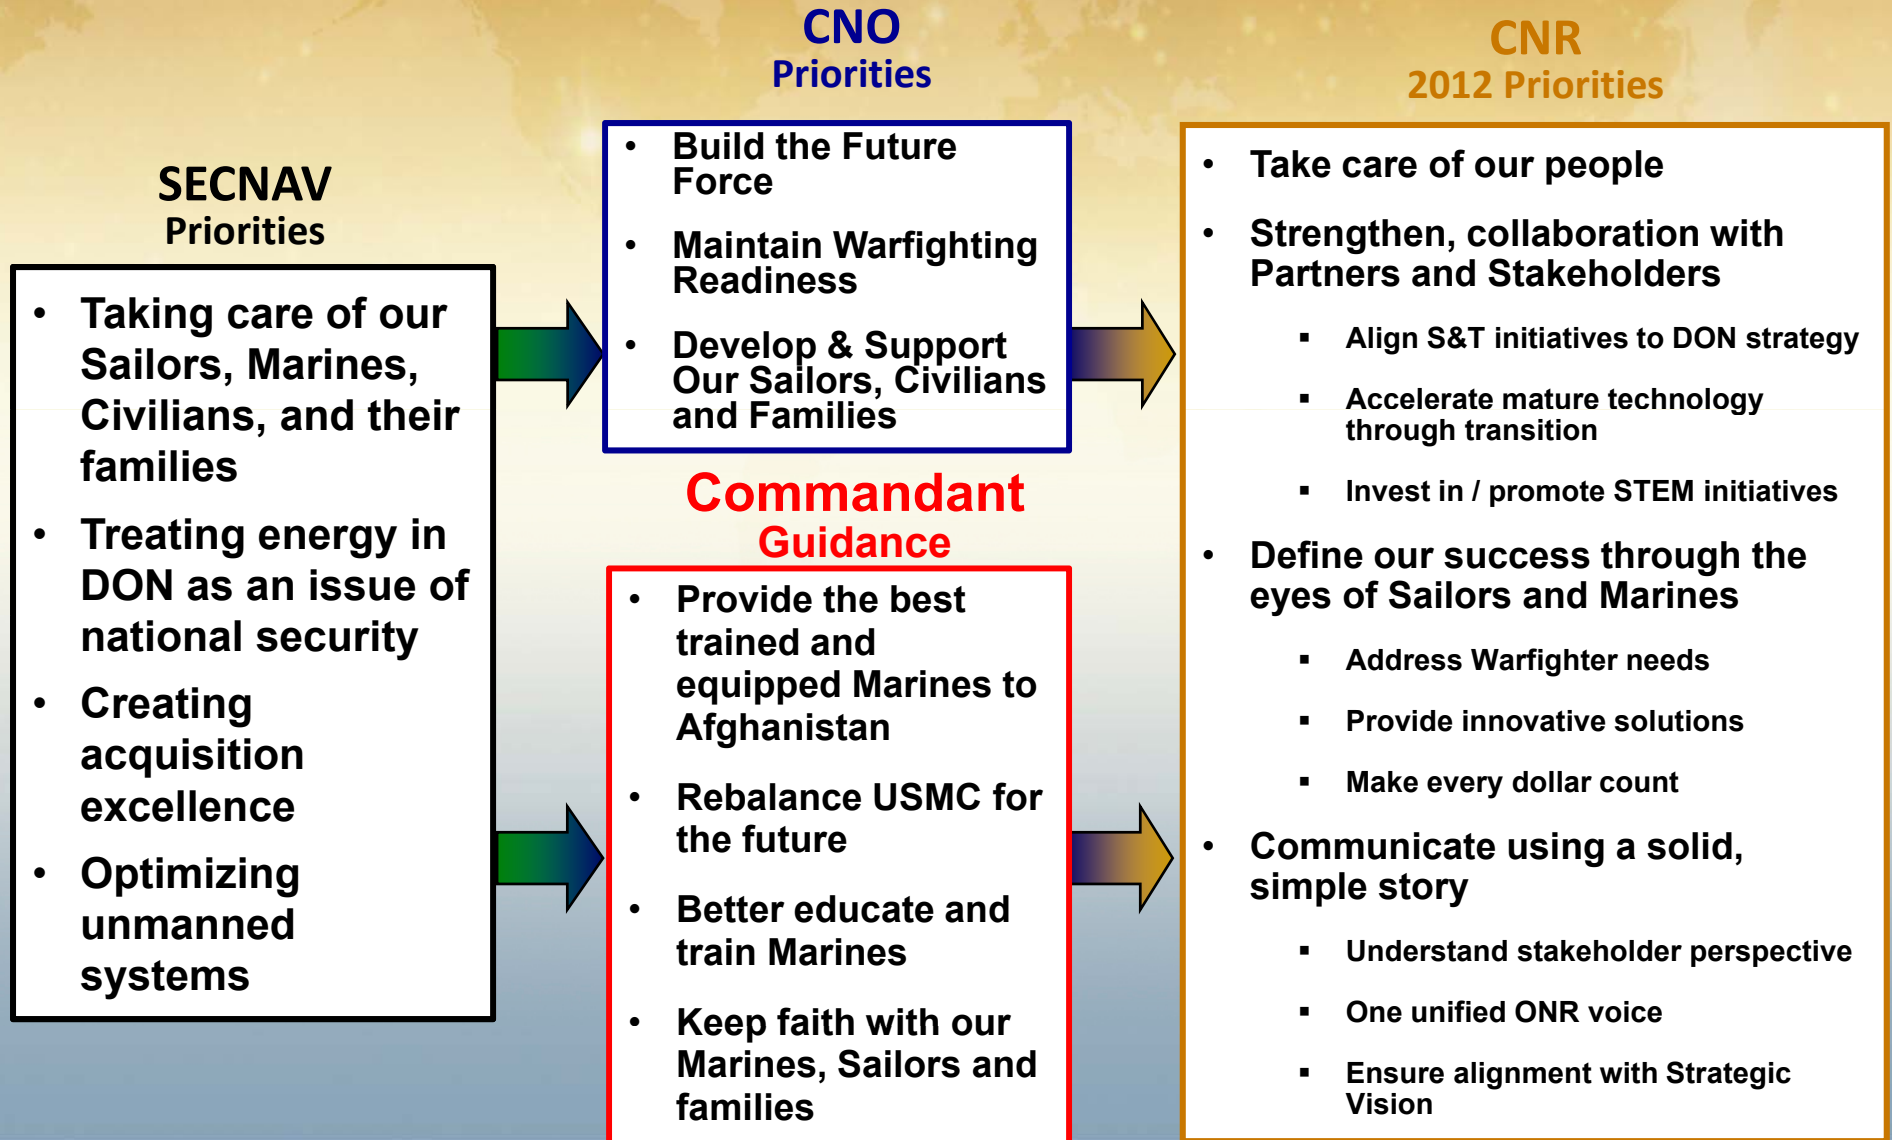 SECNAV
Priorities
• Taking care of our
Sailors, Marines,
Civilians, and their
families
• Treating energy in
DON as an issue of
national security
• Creating
acquisition
excellence
• Optimizing
unmanned
systems
CNO
Priorities
• Build the Future
Force
• Maintain Warfighting
Readiness
• Develop & Support
Our Sailors, Civilians
and Families
Commandant
Guidance
• Provide the best
trained and
equipped Marines to
Afghanistan
• Rebalance USMC for
the future
• Better educate and
train Marines
• Keep faith with our
Marines, Sailors and
families
CNR
2012 Priorities
• Take care of our people
• Strengthen, collaboration with
Partners and Stakeholders
▪ Align S&T initiatives to DON strategy
▪ Accelerate mature technology
through transition
▪ Invest in / promote STEM initiatives
• Define our success through the
eyes of Sailors and Marines
▪ Address Warfighter needs
▪ Provide innovative solutions
▪ Make every dollar count
• Communicate using a solid,
simple story
▪ Understand stakeholder perspective
▪ One unified ONR voice
▪ Ensure alignment with Strategic
Vision